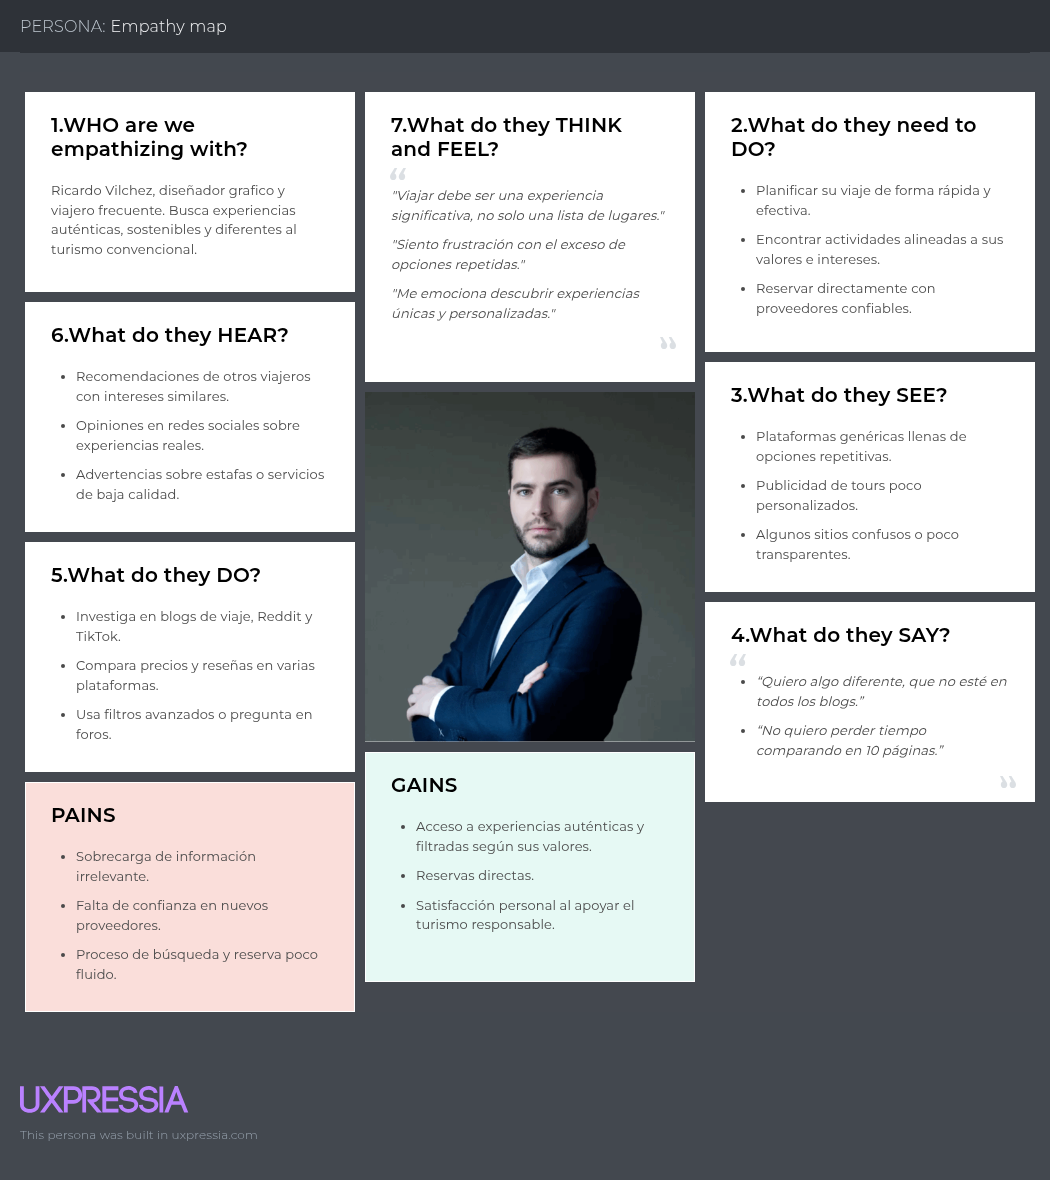 PERSONA: Empathy map
1.WHO are we
empathizing with?
Ricardo Vilchez, diseñador grafico y
viajero frecuente. Busca experiencias
auténticas, sostenibles y diferentes al
turismo convencional.
6.What do they HEAR?
• Recomendaciones de otros viajeros
con intereses similares.
• Opiniones en redes sociales sobre
experiencias reales.
• Advertencias sobre estafas o servicios
de baja calidad.
5.What do they DO?
• Investiga en blogs de viaje, Reddit y
TikTok.
• Compara precios y reseñas en varias
plataformas.
• Usa filtros avanzados o pregunta en
foros.
PAINS
• Sobrecarga de información
irrelevante.
• Falta de confianza en nuevos
proveedores.
• Proceso de búsqueda y reserva poco
fluido.
7.What do they THINK
and FEEL?
"Viajar debe ser una experiencia
significativa, no solo una lista de lugares."
"Siento frustración con el exceso de
opciones repetidas."
"Me emociona descubrir experiencias
únicas y personalizadas."
GAINS
• Acceso a experiencias auténticas y
filtradas según sus valores.
• Reservas directas.
• Satisfacción personal al apoyar el
turismo responsable.
2.What do they need to
DO?
• Planificar su viaje de forma rápida y
efectiva.
• Encontrar actividades alineadas a sus
valores e intereses.
• Reservar directamente con
proveedores confiables.
3.What do they SEE?
• Plataformas genéricas llenas de
opciones repetitivas.
• Publicidad de tours poco
personalizados.
• Algunos sitios confusos o poco
transparentes.
4.What do they SAY?
• “Quiero algo diferente, que no esté en
todos los blogs.”
• “No quiero perder tiempo
comparando en 10 páginas.”
UXPRESSIA
This persona was built in uxpressia.com